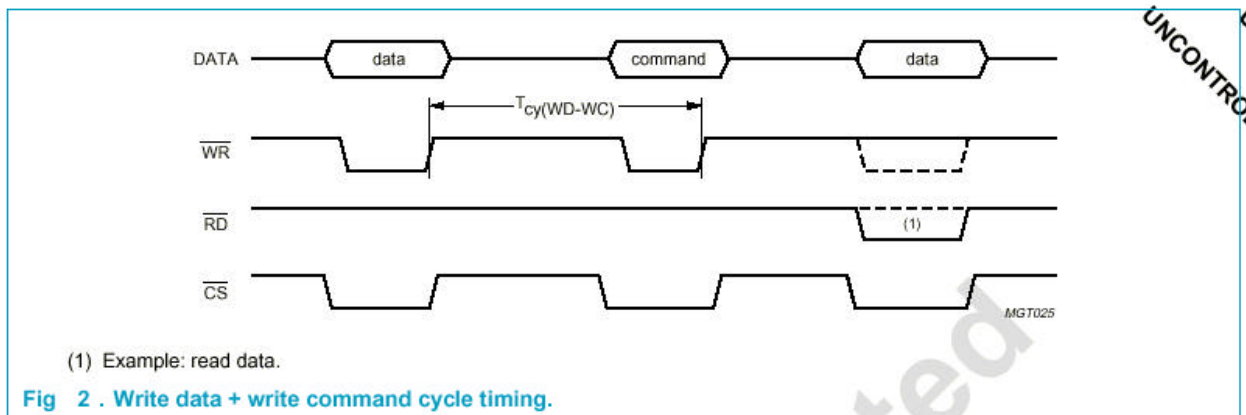 UNCONTRO
DATA
data
command
data
Tcy(WD-WC)
WR
RD
(1)
CS
MGT025
(1) Example: read data.
Fig 2 . Write data + write command cycle timing.